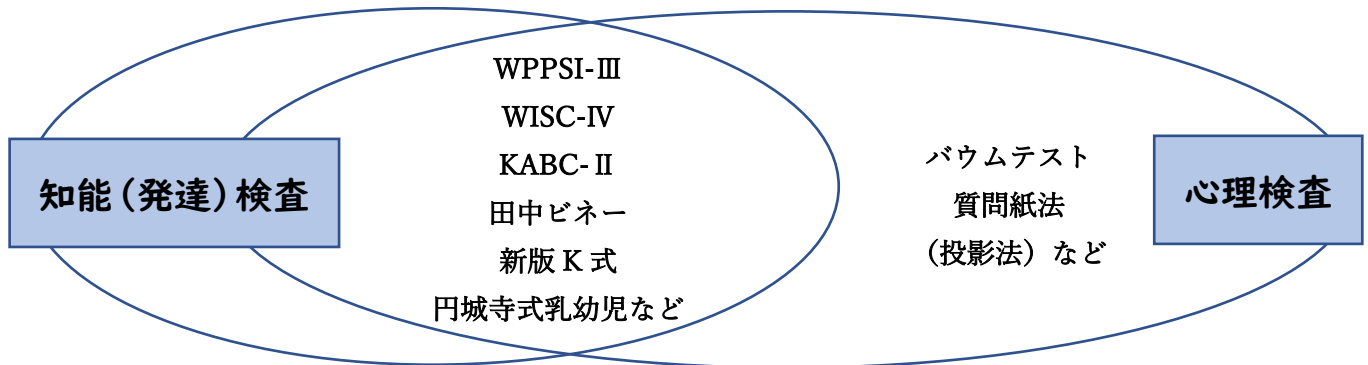 知能（発達）検査
WPPSI-Ⅲ
WISC-Ⅳ
KABC-Ⅱ
田中ビネー
新版 K 式
円城寺式乳幼児など
バウムテスト
質問紙法
（投影法）など
心理検査